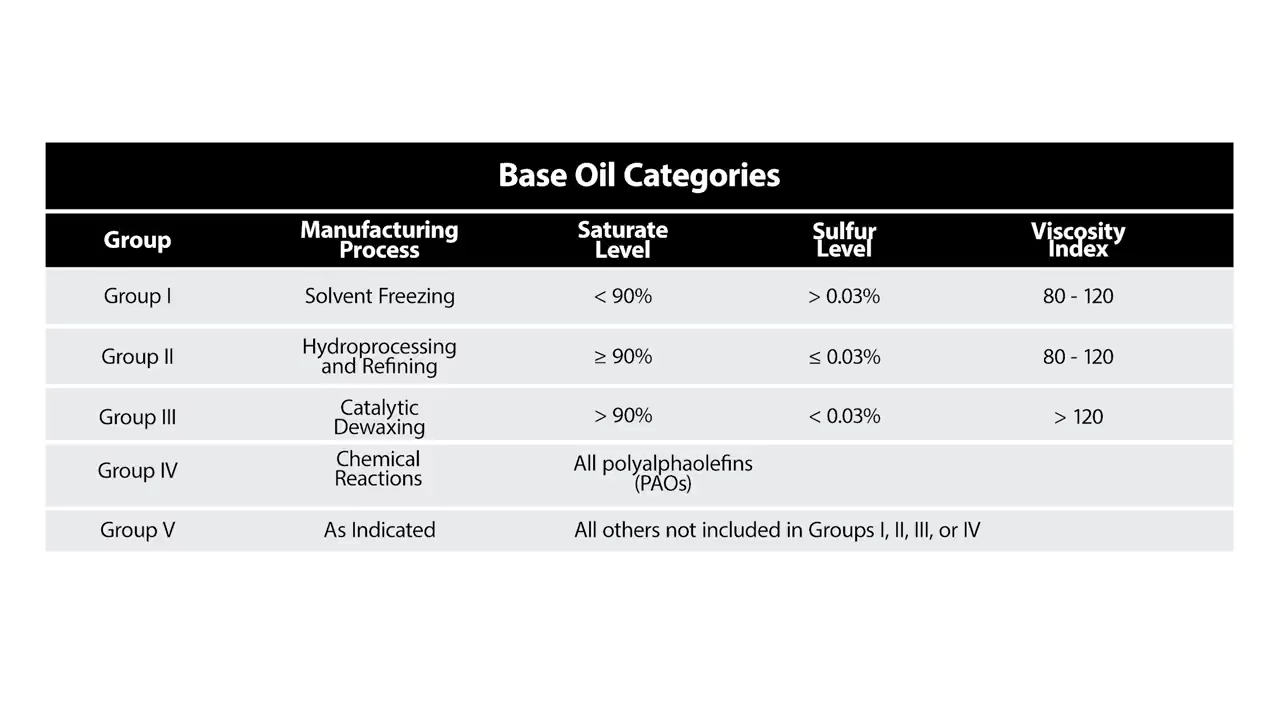 Base Oil Categories
Group
Manufacturing
Process
Saturate
Level
Sulfur
Level
Viscosity
Index
Group I
Solvent Freezing
< 90%
> 0.03%
80 - 120
Group II
Hydroprocessing
and Refining
≥ 90%
≤ 0.03%
80 - 120
Group III
Catalytic
Dewaxing
> 90%
< 0.03%
> 120
Group IV
Chemical
Reactions
All polyalphaolefins
(PAOs)
Group V
As Indicated
All others not included in Groups I, II, III, or IV